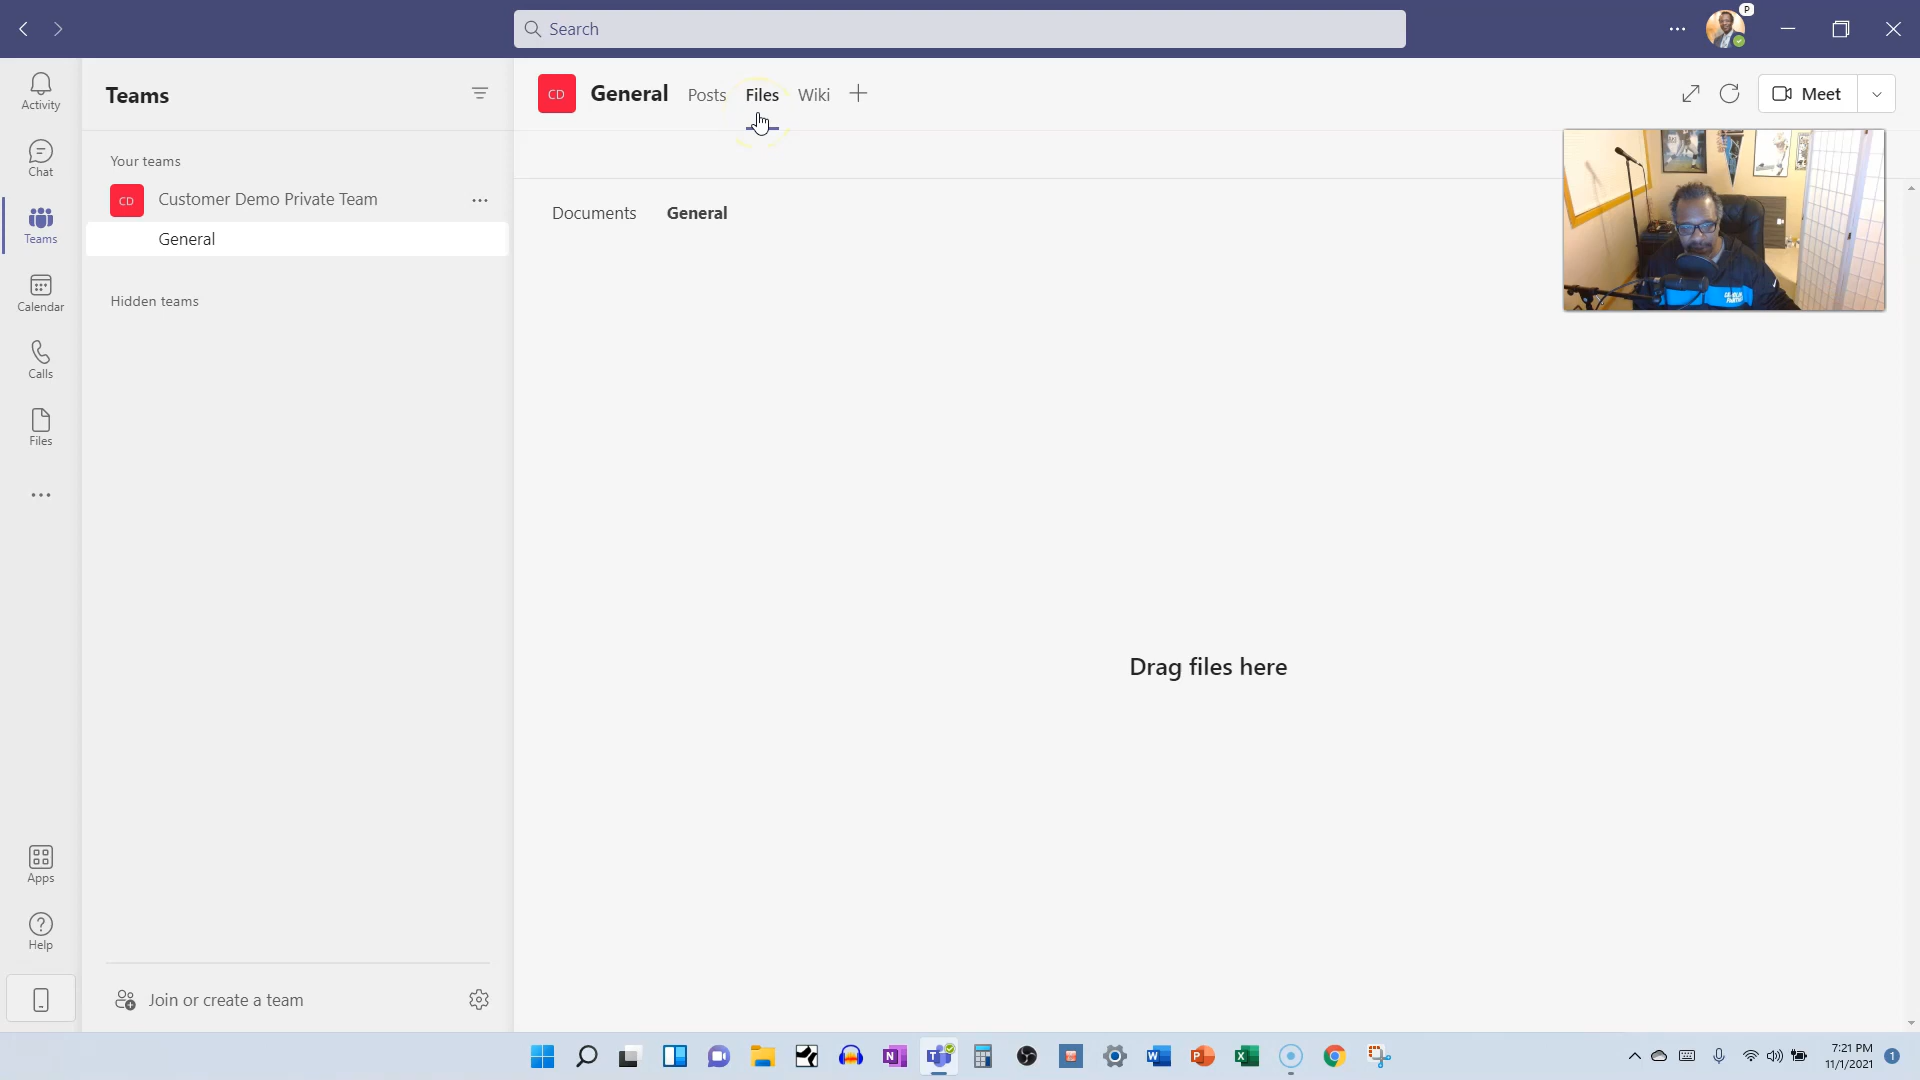 Search
P
Activity
Chat
Teams
Calendar
Calls
Files
Apps
Help
Teams
Your teams
CD
Customer Demo Private Team
General
Hidden teams
Join or create a team
CD
General
Posts
Files
Wiki
Meet
Documents
General
Drag files here
N
T
W
P
X
7:21 PM
11/1/2021
1